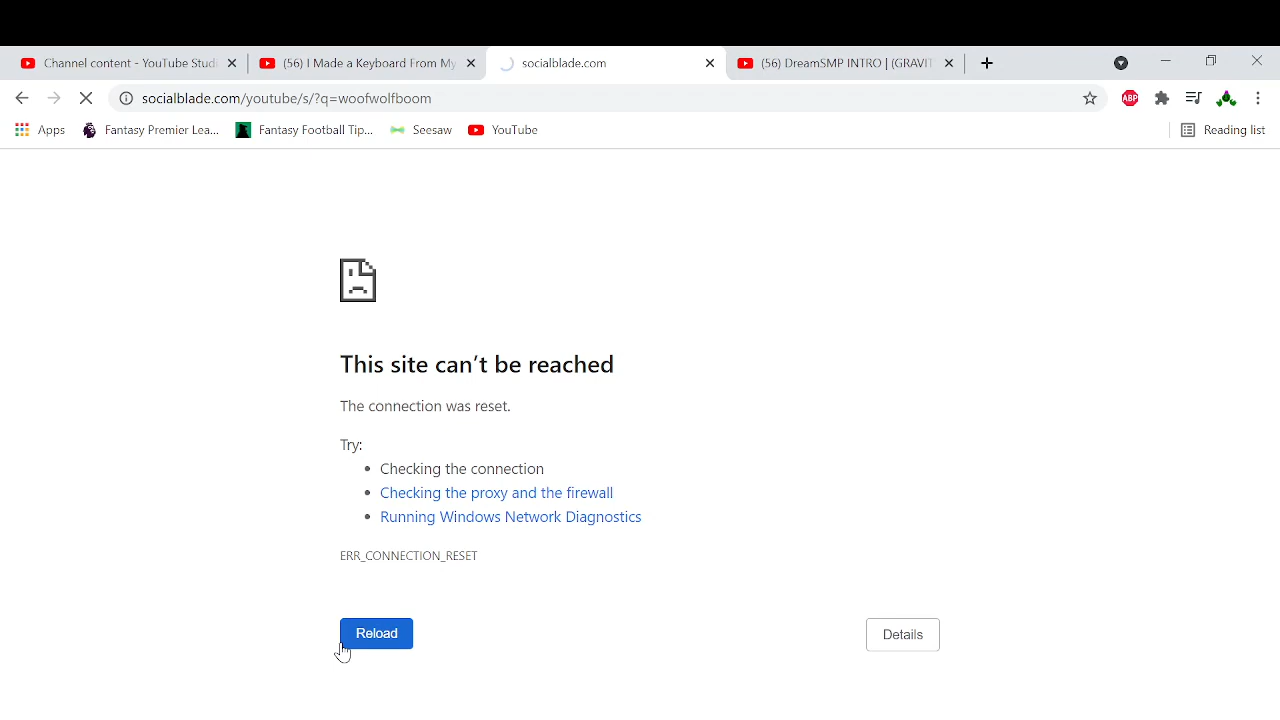 Channel content - YouTube Studi
(56) I Made a Keyboard From My
socialblade.com
(56) DreamSMP INTRO | (GRAVIT
socialblade.com/youtube/s/?q=woofwolfboom
ABP
Apps
Fantasy Premier Lea...
Fantasy Football Tip...
Seesaw
YouTube
Reading list
This site can't be reached
The connection was reset.
Try:
• Checking the connection
• Checking the proxy and the firewall
• Running Windows Network Diagnostics
ERR_CONNECTION_RESET
Reload
Details